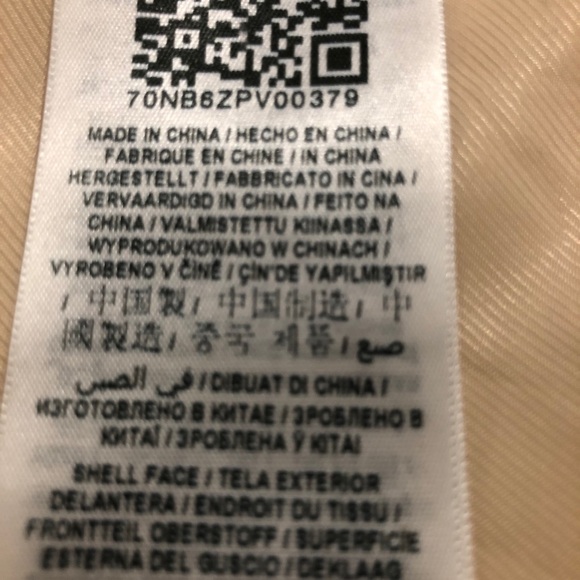 70NB6ZPV00379
MADE IN CHINA / HECHO EN CHINA /
FABRIQUE EN CHINE / IN CHINA
HERGESTELLT / FABBRICATO IN CINA /
VERVAARDIGD IN CHINA / FEITO NA
CHINA / VALMISTETTU KIINASSA /
WYPRODUKOWANO W CHINACH /
VYROBENO V ČÍNĚ / ÇİN'DE YAPILMIŞTIR
/ 中国製 / 中国制造 / 中
國製造 / 중국 제품 / صنع
في الصين / DIBUAT DI CHINA /
ИЗГОТОВЛЕНО В КИТАЕ / ЗРОБЛЕНО В
КИТАЇ / ЗРОБЛЕНА Ў КІТАІ
SHELL FACE / TELA EXTERIOR
DELANTERA / ENDROIT DU TISSU /
FRONTTEIL OBERSTOFF / SUPERFICIE
ESTERNA DEL GUSCIO / DEKLAAG